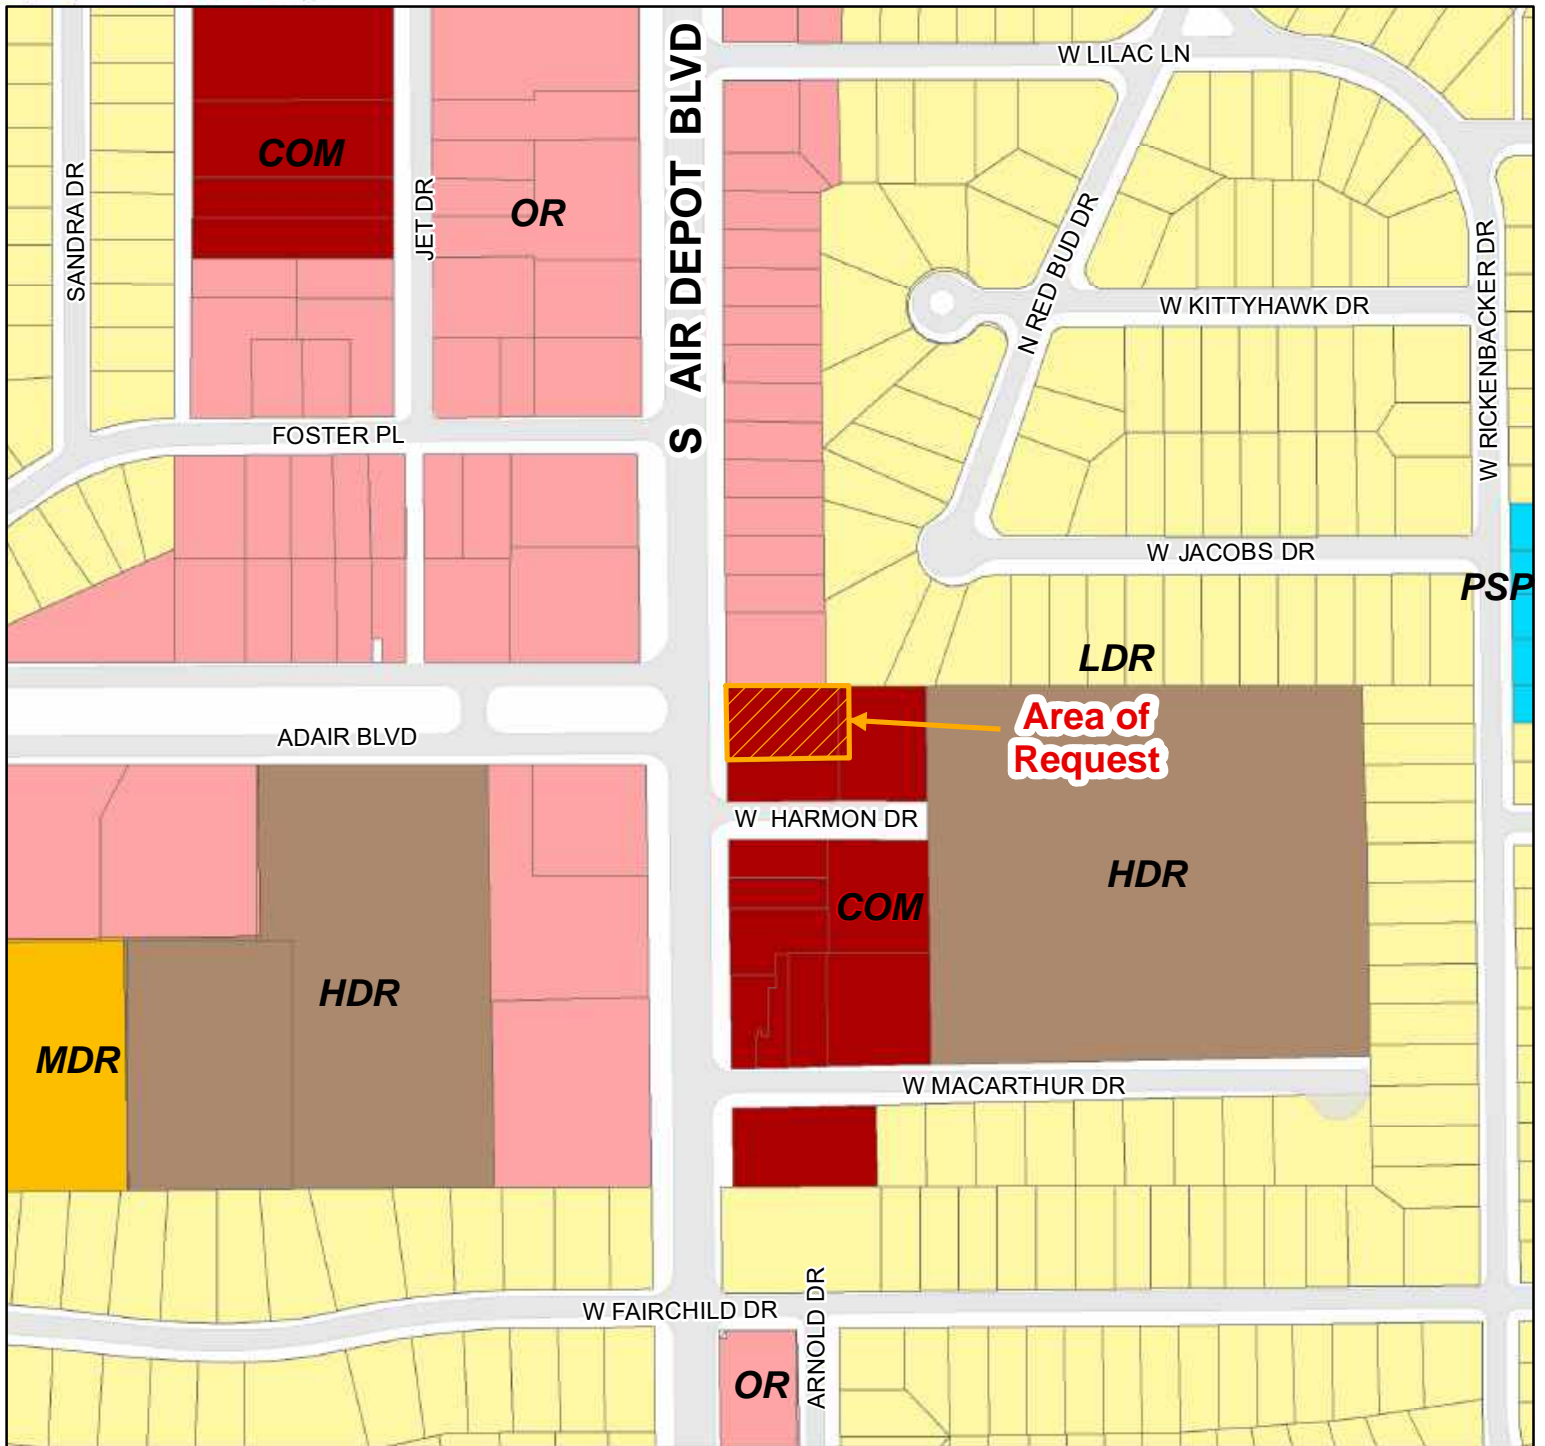 W LILAC LN
S AIR DEPOT BLVD
COM
SANDRA DR
JET DR
OR
N RED BUD DR
W KITTYHAWK DR
W RICKENBACKER DR
FOSTER PL
W JACOBS DR
PSP
LDR
Area of
Request
ADAIR BLVD
W HARMON DR
HDR
COM
HDR
MDR
W MACARTHUR DR
W FAIRCHILD DR
ARNOLD DR
OR